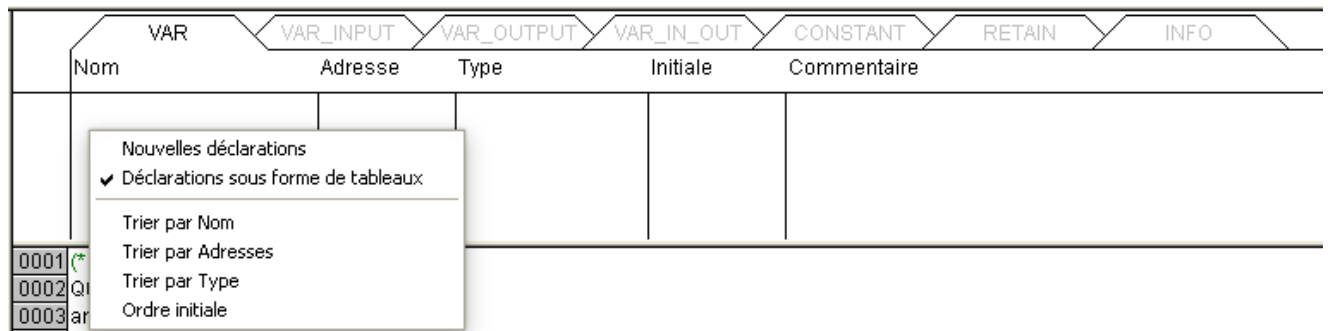 VAR VAR_INPUT VAR_OUTPUT VAR_IN_OUT CONSTANT RETAIN INFO
Nom Adresse Type Initiale Commentaire
Nouvelles déclarations
Déclarations sous forme de tableaux
Trier par Nom
Trier par Adresses
Trier par Type
Ordre initiale
0001 (*
0002
0003